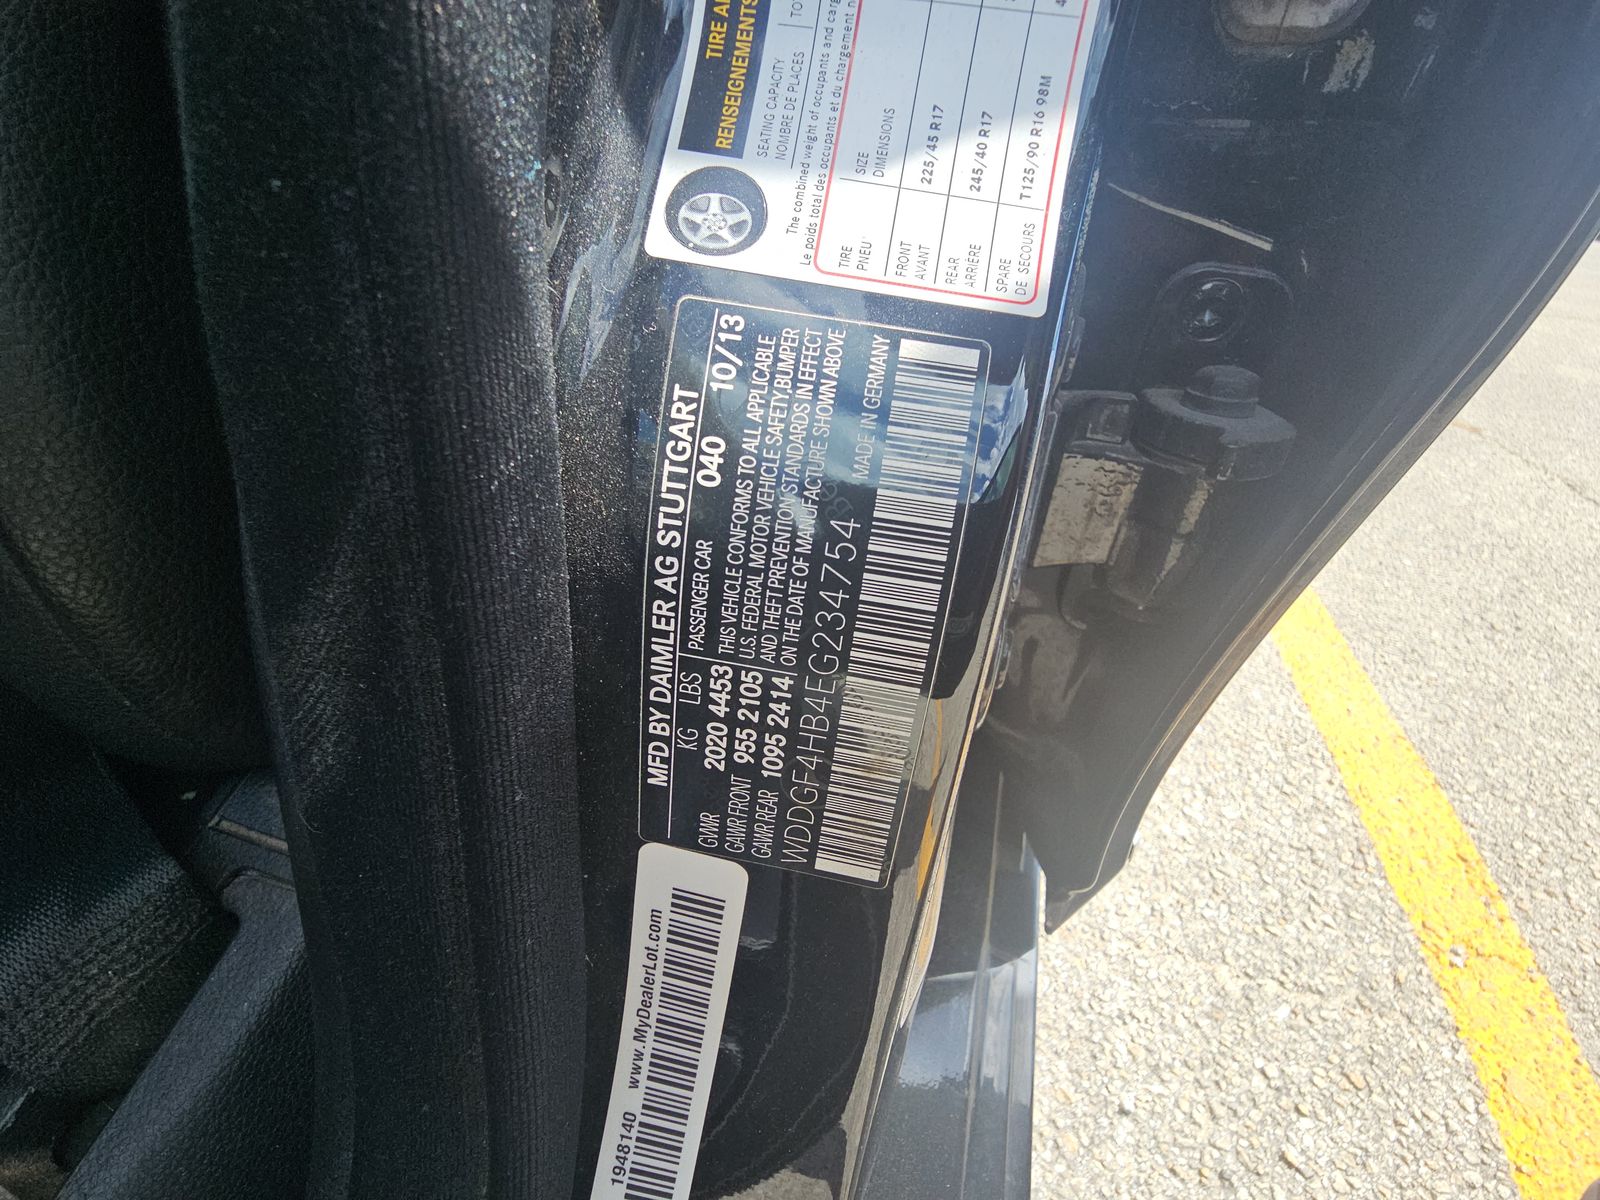 TIRE
RENSEIGNEMENTS
SEATING CAPACITY
NOMBRE DE PLACES
The combined weight of occupants and
Le poids total des occupants et du chargement
TIRE SIZE
PNEU DIMENSIONS
FRONT 225/45 R17
AVANT
REAR 245/40 R17
ARRIÈRE
SPARE T125/90 R16 98M
DE SECOURS
MFD BY DAIMLER AG STUTTGART
KG LBS PASSENGER CAR 040 10/13
GVWR 2020 4453 THIS VEHICLE CONFORMS TO ALL APPLICABLE
GAWR FRONT 955 2105 U.S. FEDERAL MOTOR VEHICLE SAFETY, BUMPER
GAWR REAR 1095 2414 AND THEFT PREVENTION STANDARDS IN EFFECT
ON THE DATE OF MANUFACTURE SHOWN ABOVE
WDDGF4HB4EG234754 MADE IN GERMANY
1948140 www.MyDealerLot.com